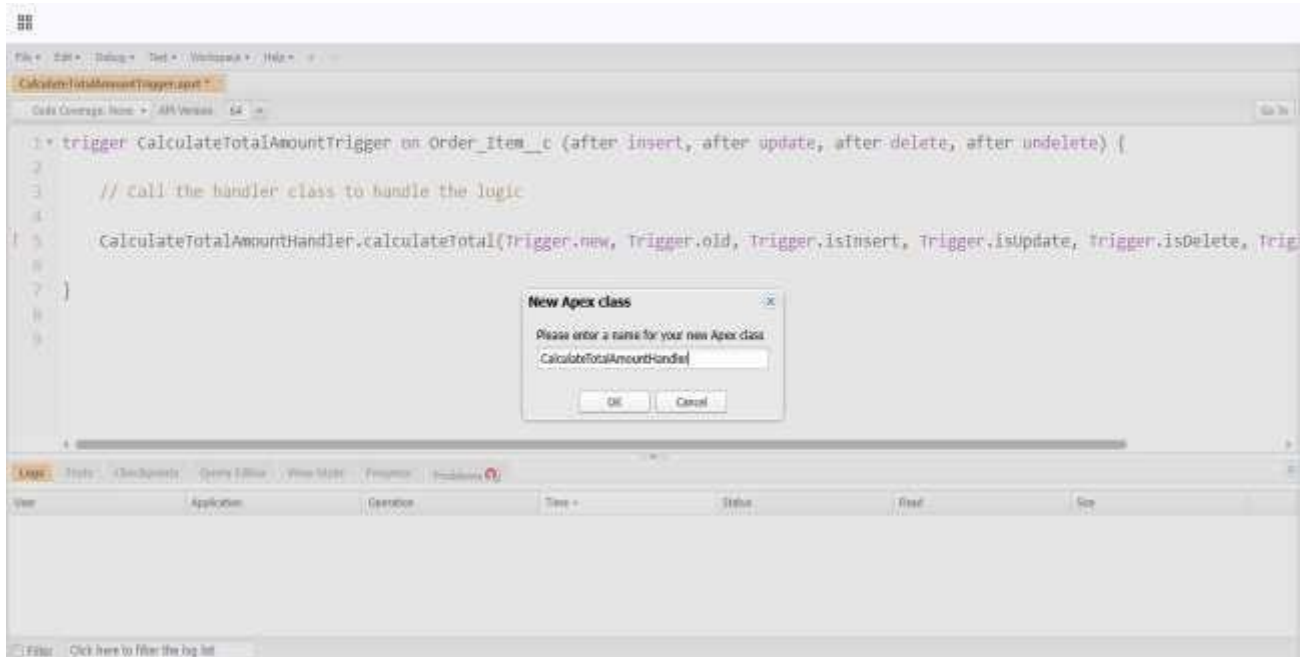 File Edit Debug Test Workspace Help
CalculateTotalAmountTrigger.apxt *
Code Coverage: None API Version: 64 Go To
1 trigger CalculateTotalAmountTrigger on Order_Item__c (after insert, after update, after delete, after undelete) {
2
3 // Call the handler class to handle the logic
4
5 CalculateTotalAmountHandler.calculateTotal(Trigger.new, Trigger.old, Trigger.isInsert, Trigger.isUpdate, Trigger.isDelete, Trig
6
7 }
8
9
New Apex class
Please enter a name for your new Apex class
CalculateTotalAmountHandler
OK Cancel
Logs Tests Checkpoints Query Editor View State Progress Problems
User Application Operation Time Status Read Size
Filter Click here to filter the log list